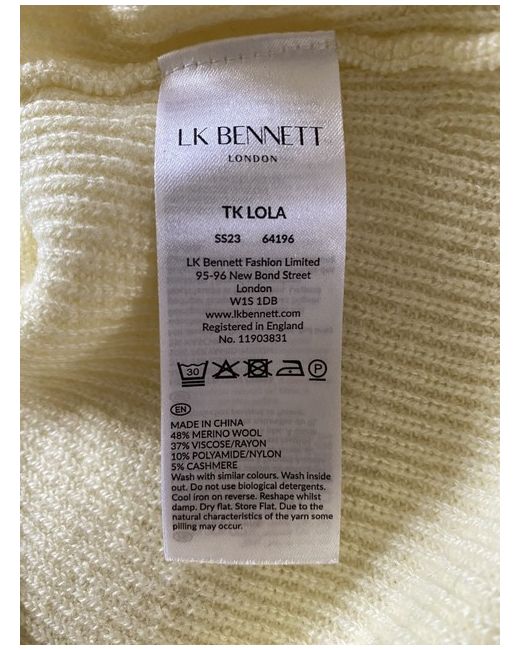 LK BENNETT
LONDON
TK LOLA
SS23 64196
LK Bennett Fashion Limited
95-96 New Bond Street
London
W1S 1DB
www.lkbennett.com
Registered in England
No. 11903831
30 P
EN
MADE IN CHINA
48% MERINO WOOL
37% VISCOSE/RAYON
10% POLYAMIDE/NYLON
5% CASHMERE
Wash with similar colours. Wash inside
out. Do not use biological detergents.
Cool iron on reverse. Reshape whilst
damp. Dry flat. Store Flat. Due to the
natural characteristics of the yarn some
pilling may occur.